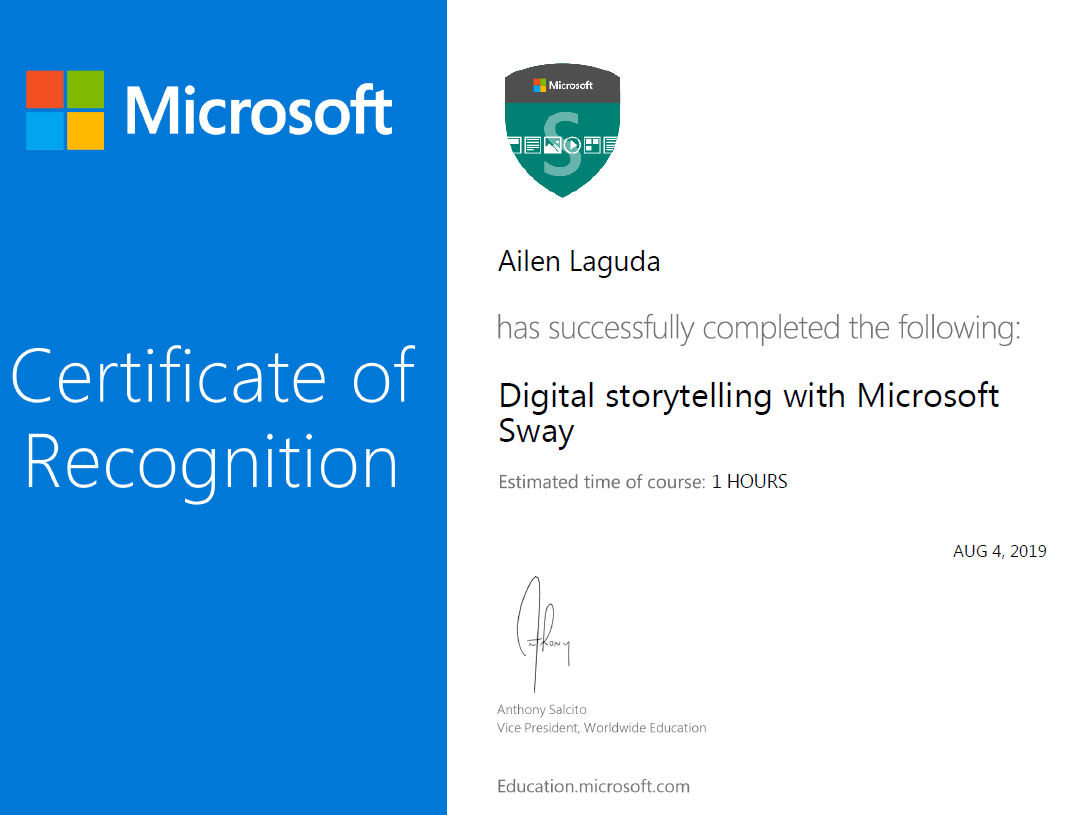 Microsoft
Certificate of
Recognition
Microsoft
S
Ailen Laguda
has successfully completed the following:
Digital storytelling with Microsoft
Sway
Estimated time of course: 1 HOURS
AUG 4, 2019
Anthony
Anthony Salcito
Vice President, Worldwide Education
Education.microsoft.com